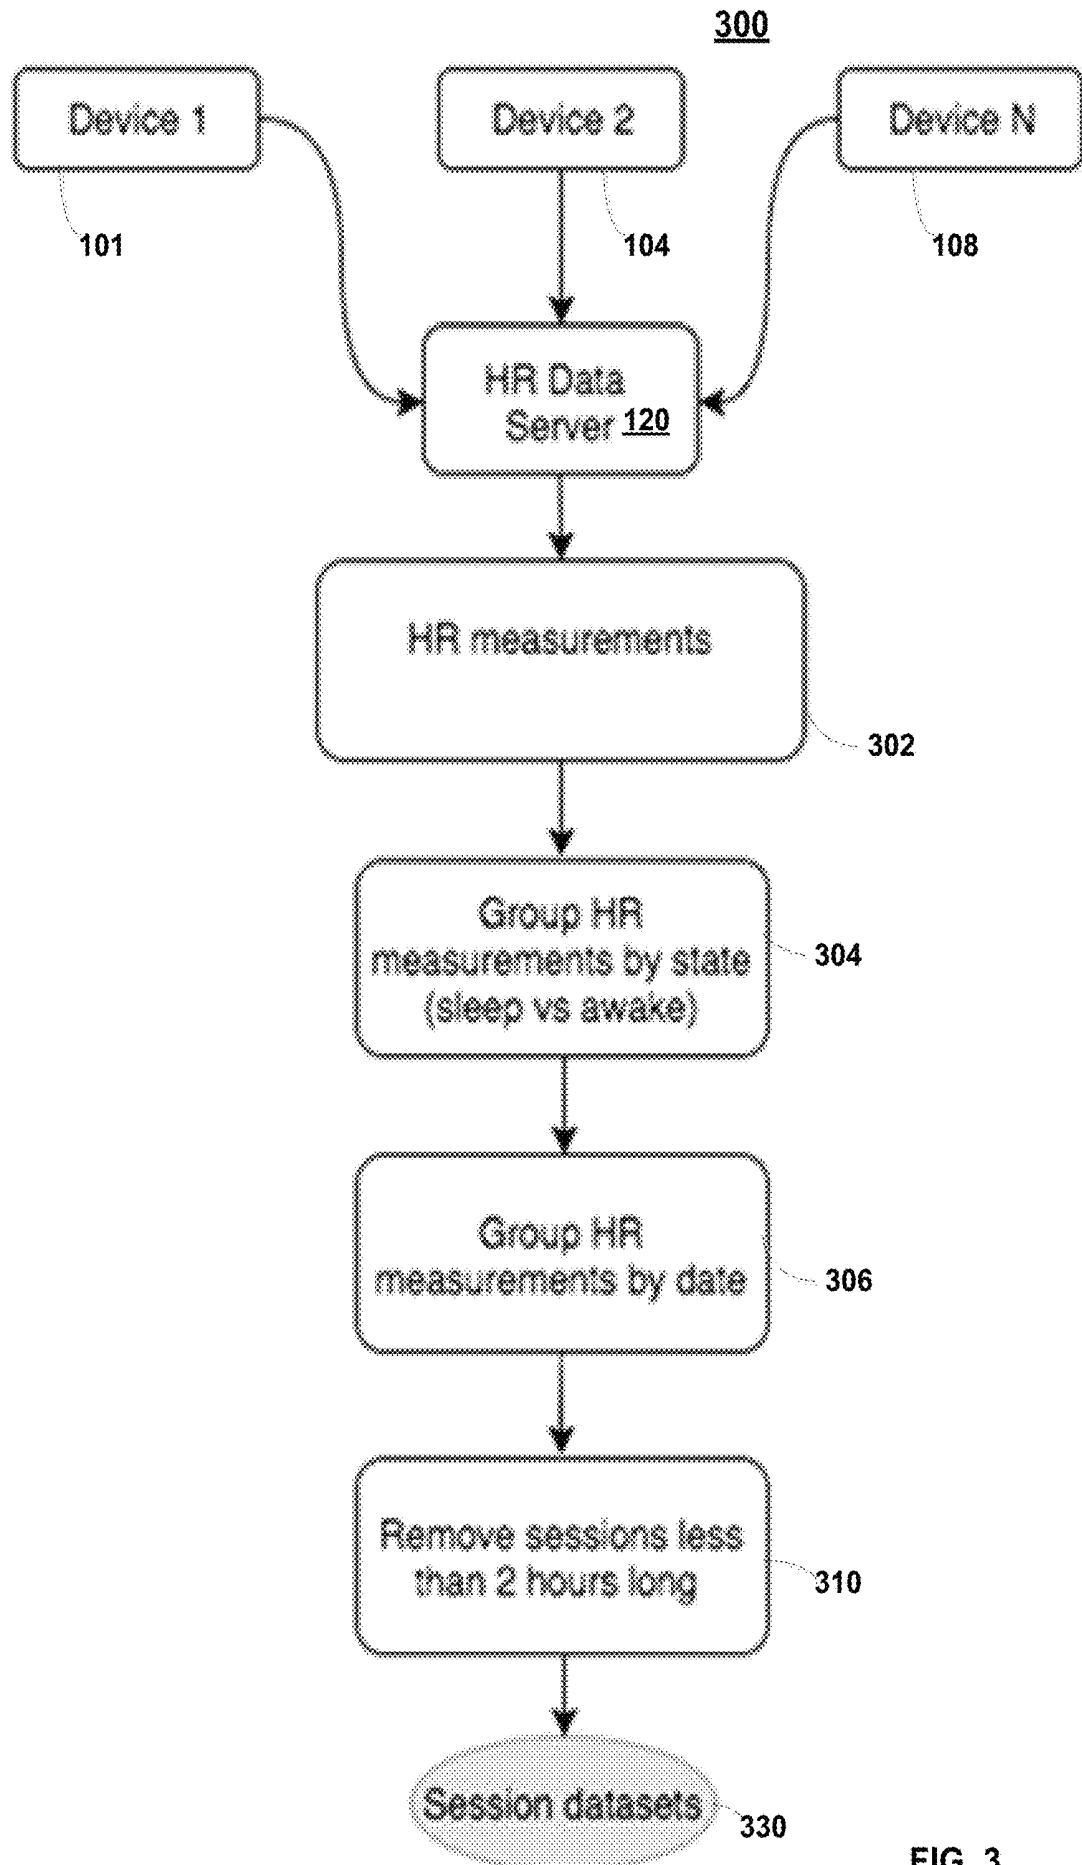 300
Device 1
Device 2
Device N
101
104
108
HR Data
Server 120
HR measurements
302
Group HR
measurements by state
(sleep vs awake)
304
Group HR
measurements by date
306
Remove sessions less
than 2 hours long
310
Session datasets
330
FIG. 3